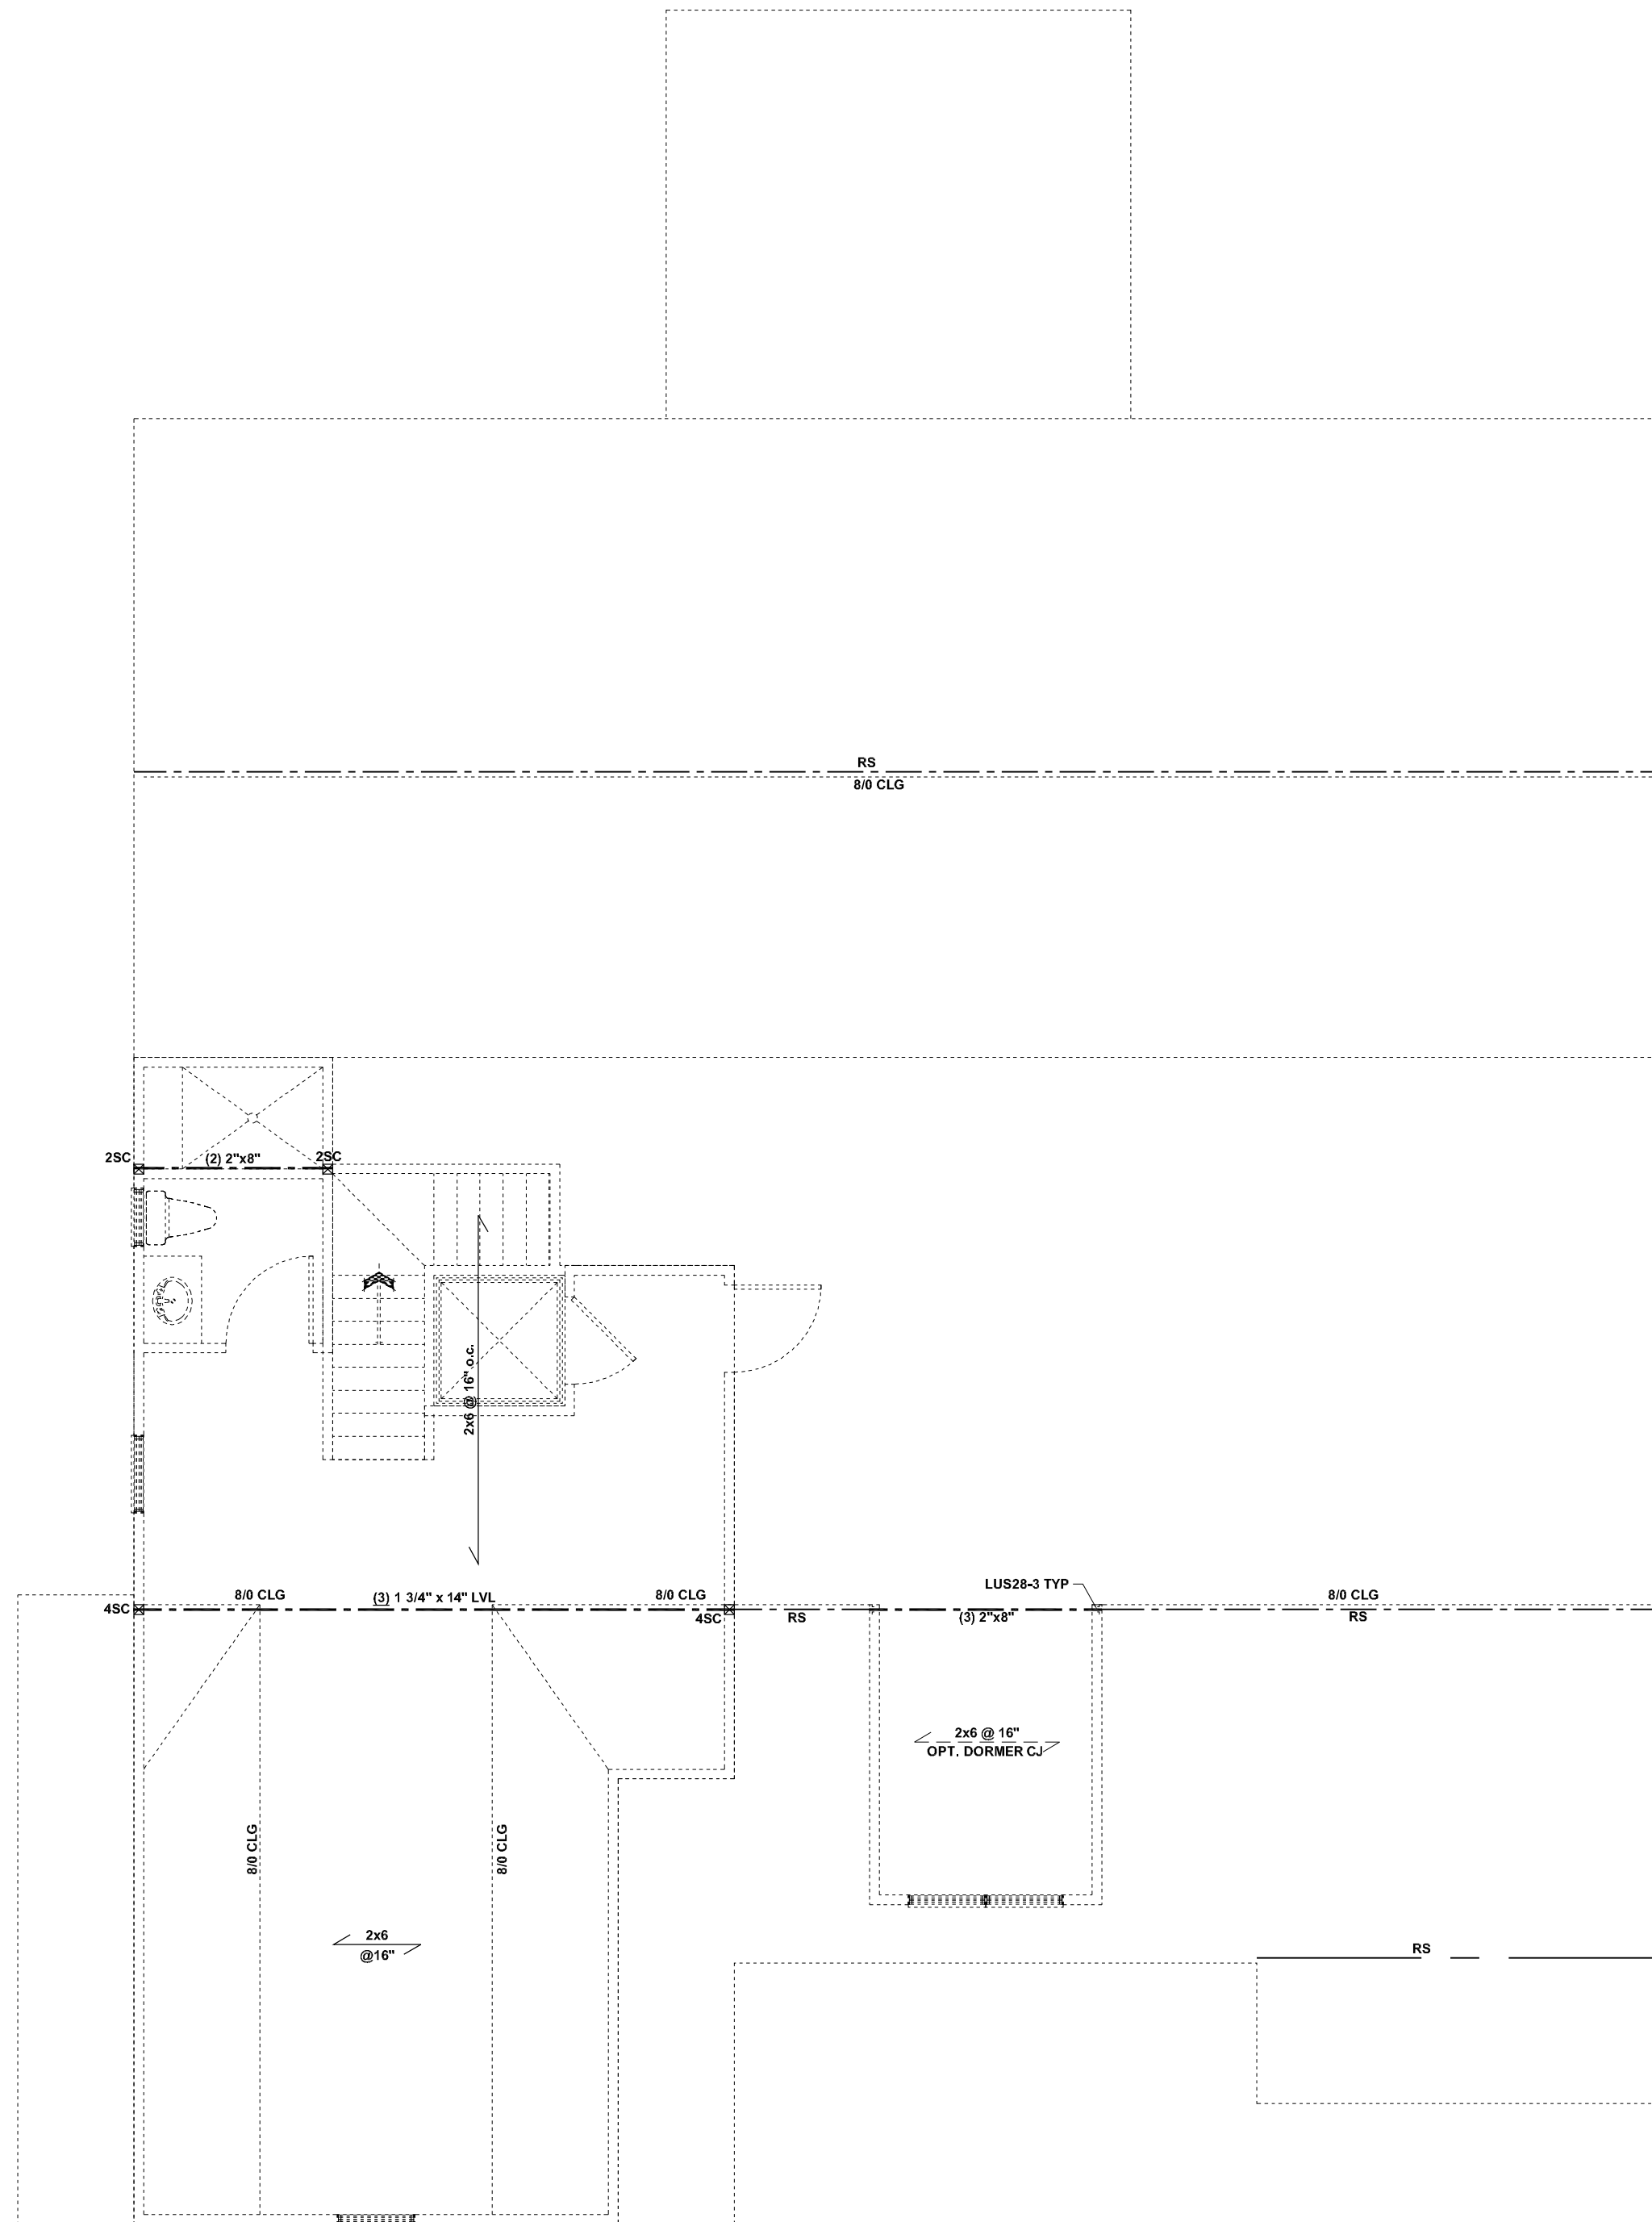 RS
8/0 CLG
2SC
(2) 2"x8"
2SC
2x6 @ 16" o.c.
LUS28-3 TYP
8/0 CLG
(3) 1 3/4" x 14" LVL
8/0 CLG
8/0 CLG
4SC
4SC
RS
(3) 2"x8"
RS
2x6 @ 16"
OPT. DORMER CJ
8/0 CLG
8/0 CLG
2x6
@16"
RS